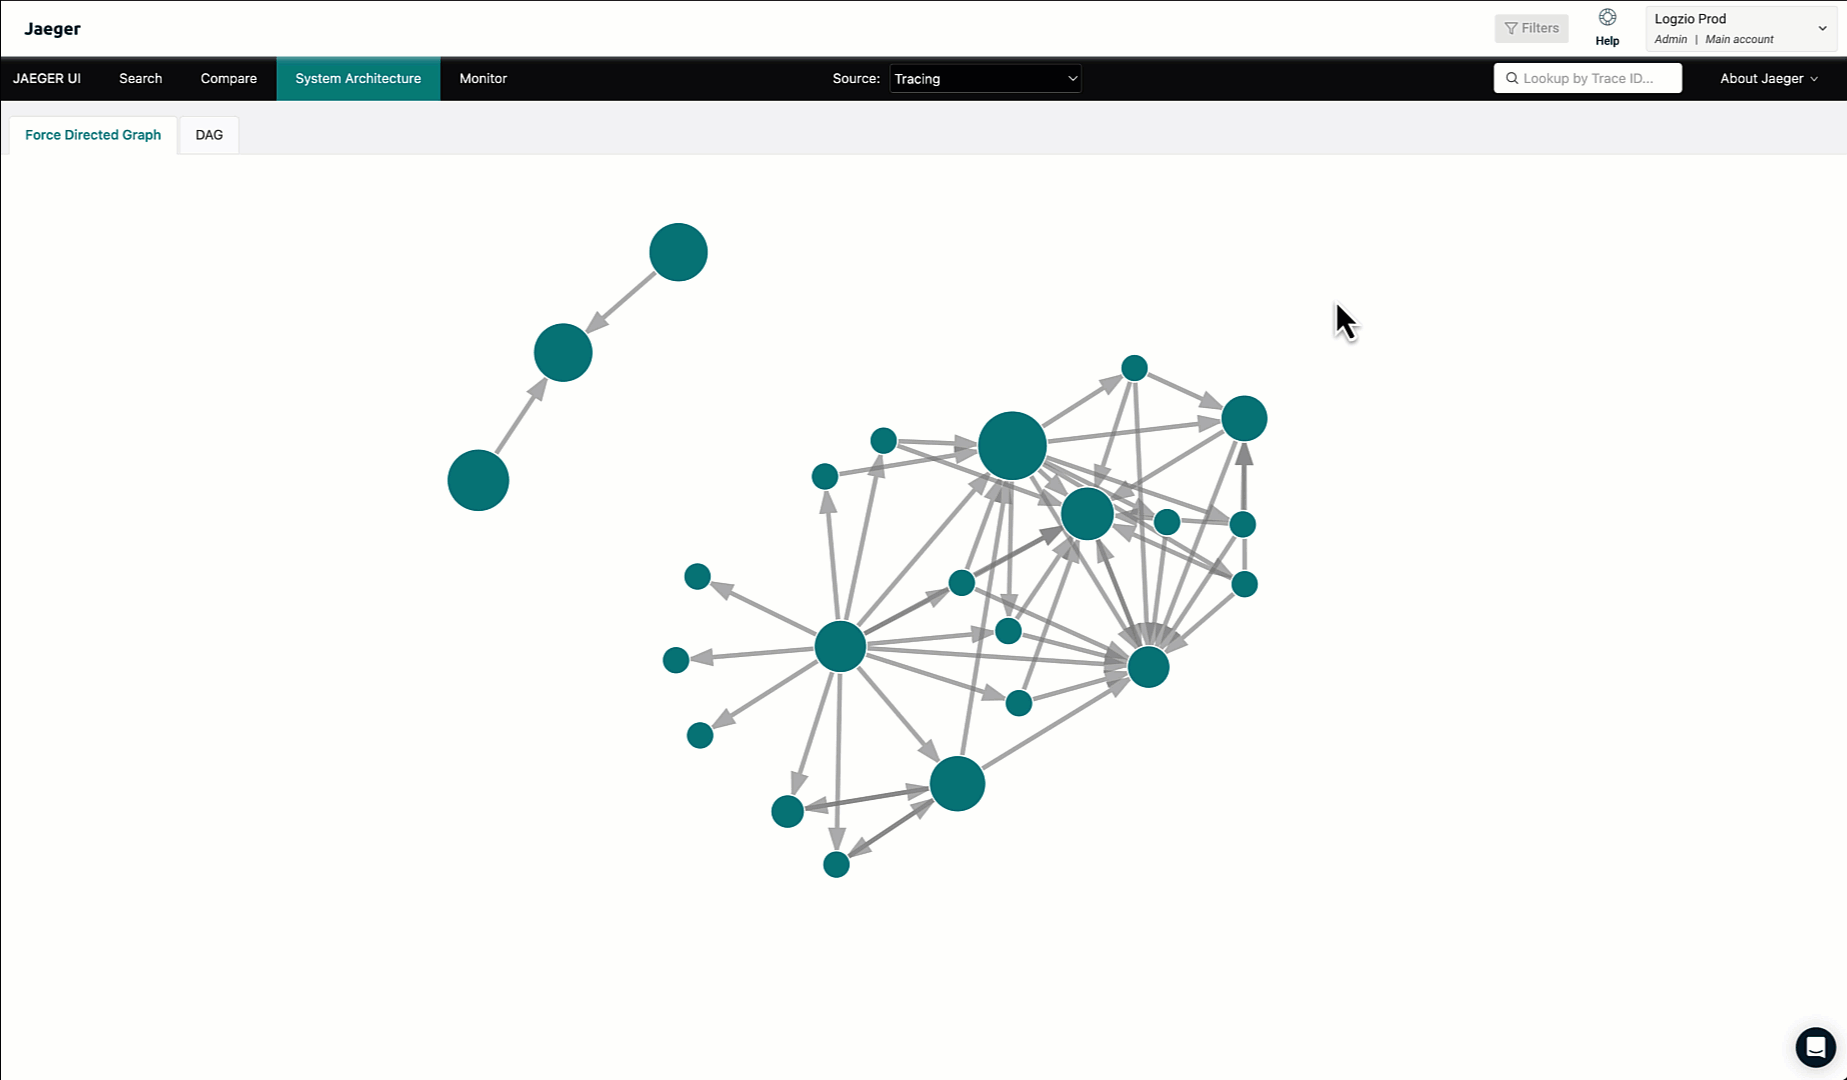 Jaeger
Filters
Help
Logzio Prod
Admin | Main account
JAEGER UI
Search
Compare
System Architecture
Monitor
Source:
Tracing
Lookup by Trace ID...
About Jaeger
Force Directed Graph
DAG